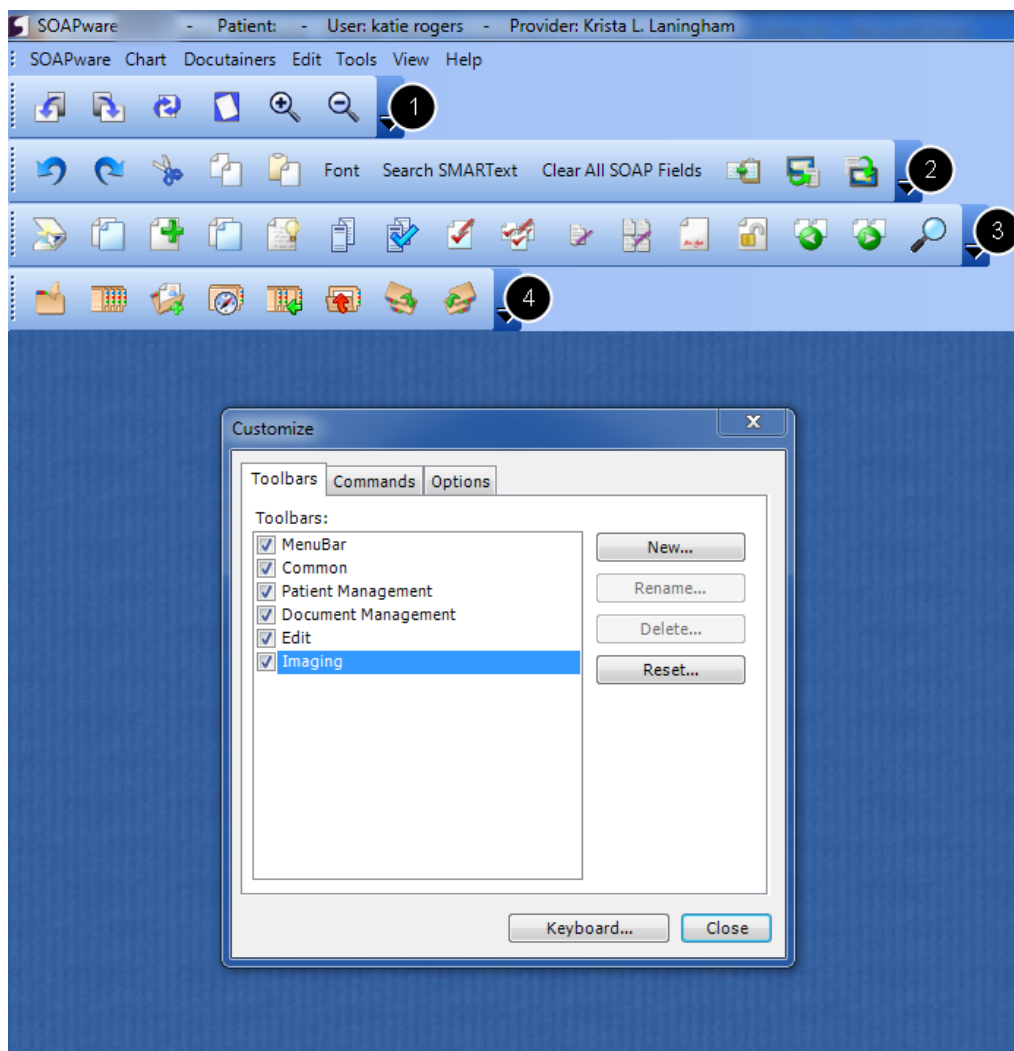 SOAPware - Patient: - User: katie rogers - Provider: Krista L. Laningham
SOAPware Chart Docutainers Edit Tools View Help
1
Font Search SMARText Clear All SOAP Fields 2
3
4
Customize X
Toolbars Commands Options
Toolbars:
MenuBar
New...
Common
Patient Management
Rename...
Document Management
Edit
Delete...
Imaging
Reset...
Keyboard... Close